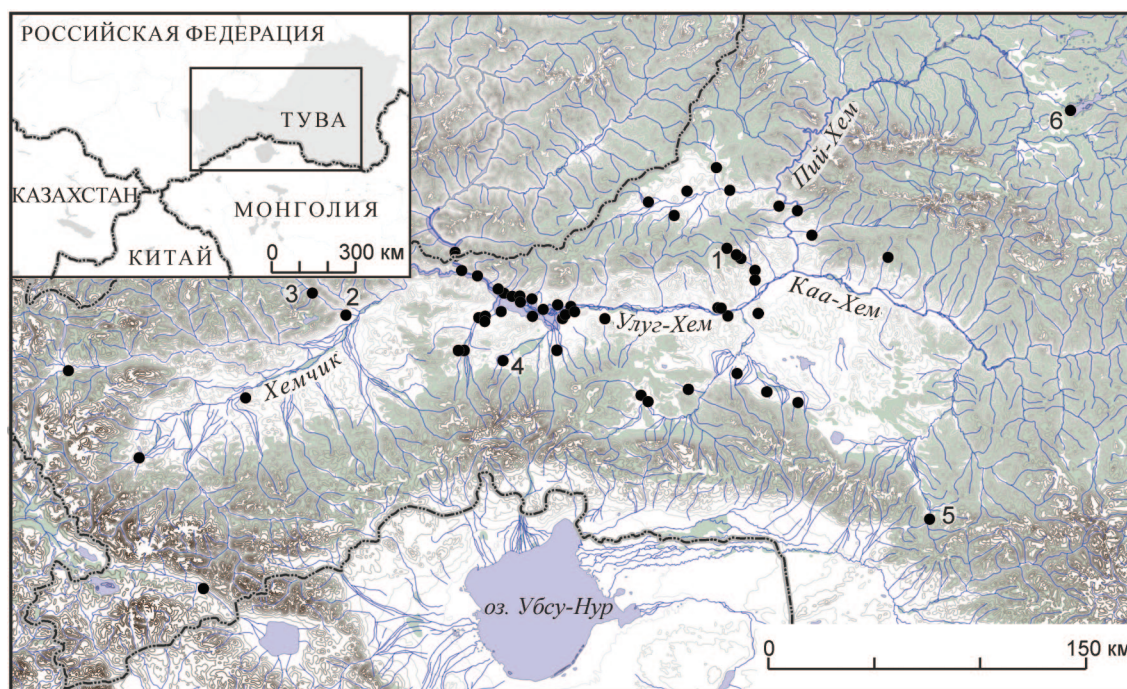 РОССИЙСКАЯ ФЕДЕРАЦИЯ
ТУВА
КАЗАХСТАН
МОНГОЛИЯ
КИТАЙ
0 300 км
6
Пий-Хем
1
3
2
Каа-Хем
Улуг-Хем
4
Хемчик
5
оз. Убсу-Нур
0 150 км